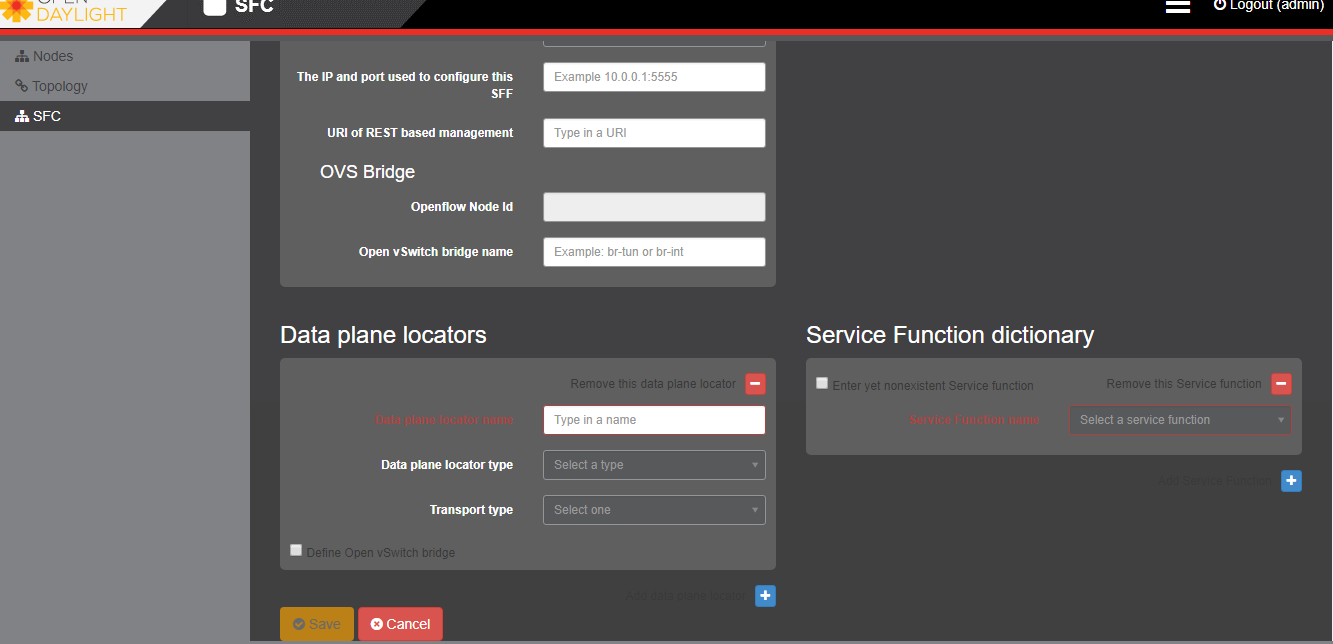 OPEN
DAYLIGHT
SFC
Logout (admin)
Nodes
Topology
SFC
The IP and port used to configure this
SFF
Example 10.0.0.1:5555
URI of REST based management
Type in a URI
OVS Bridge
Openflow Node Id
Open vSwitch bridge name
Example: br-tun or br-int
Data plane locators
Remove this data plane locator
Data plane locator name
Type in a name
Data plane locator type
Select a type
Transport type
Select one
Define Open vSwitch bridge
Add data plane locator
Service Function dictionary
Enter yet nonexistent Service function
Remove this Service function
Service Function name
Select a service function
Add Service Function
Save
Cancel